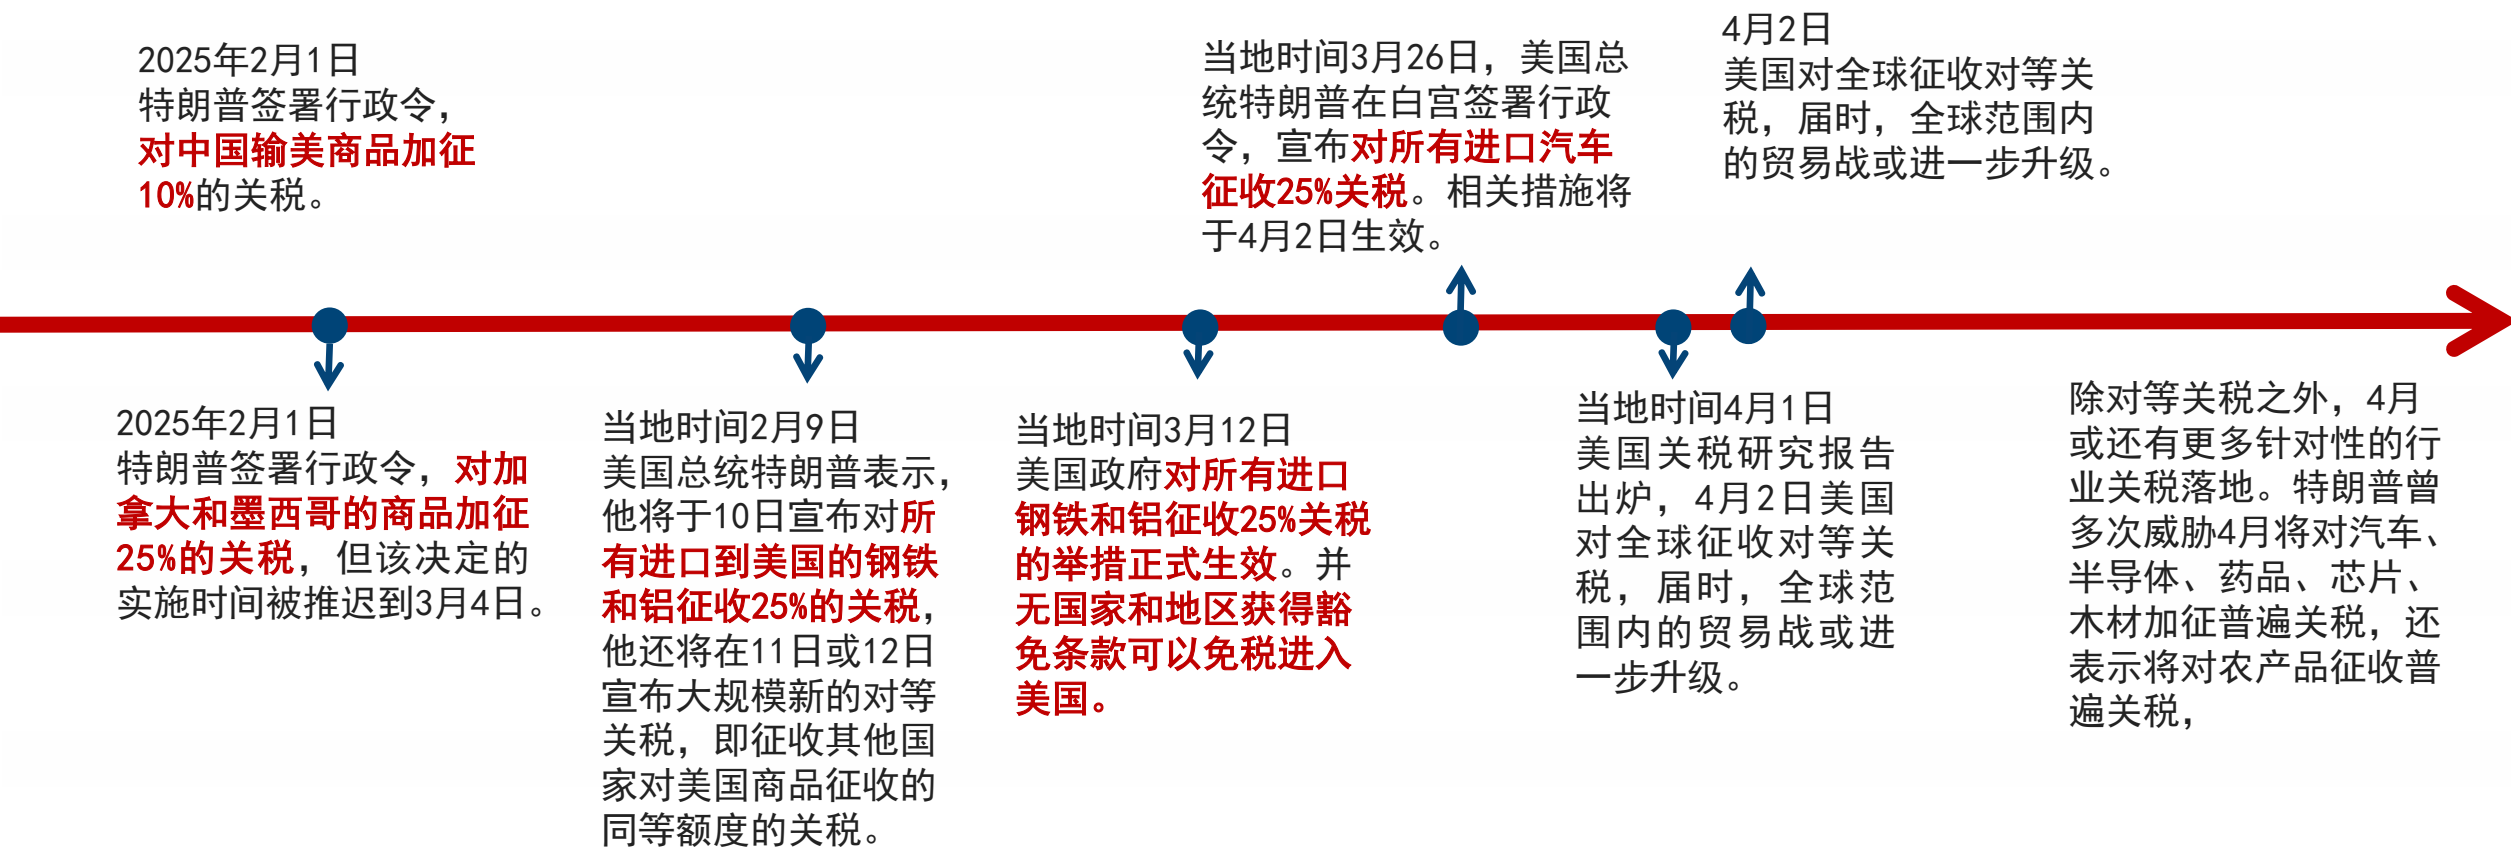 2025年2月1日
特朗普签署行政令，
对中国输美商品加征
10%的关税。
当地时间3月26日，美国总
统特朗普在白宫签署行政
令，宣布对所有进口汽车
征收25%关税。相关措施将
于4月2日生效。
4月2日
美国对全球征收对等关
税，届时，全球范围内
的贸易战或进一步升级。
2025年2月1日
特朗普签署行政令，对加
拿大和墨西哥的商品加征
25%的关税，但该决定的
实施时间被推迟到3月4日。
当地时间2月9日
美国总统特朗普表示，
他将于10日宣布对所
有进口到美国的钢铁
和铝征收25%的关税，
他还将在11日或12日
宣布大规模新的对等
关税，即征收其他国
家对美国商品征收的
同等额度的关税。
当地时间3月12日
美国政府对所有进口
钢铁和铝征收25%关税
的举措正式生效。并
无国家和地区获得豁
免条款可以免税进入
美国。
当地时间4月1日
美国关税研究报告
出炉，4月2日美国
对全球征收对等关
税，届时，全球范
围内的贸易战或进
一步升级。
除对等关税之外，4月
或还有更多针对性的行
业关税落地。特朗普曾
多次威胁4月将对汽车、
半导体、药品、芯片、
木材加征普遍关税，还
表示将对农产品征收普
遍关税，